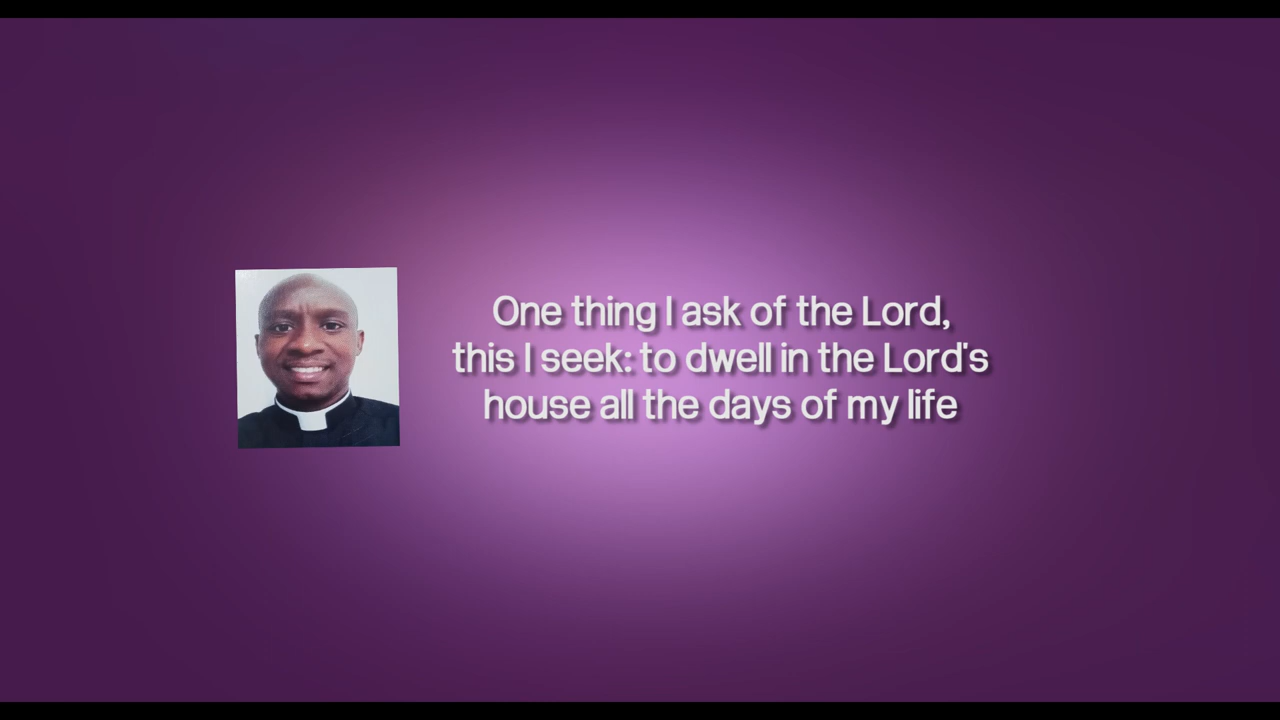 One thing I ask of the Lord,
this I seek: to dwell in the Lord's
house all the days of my life